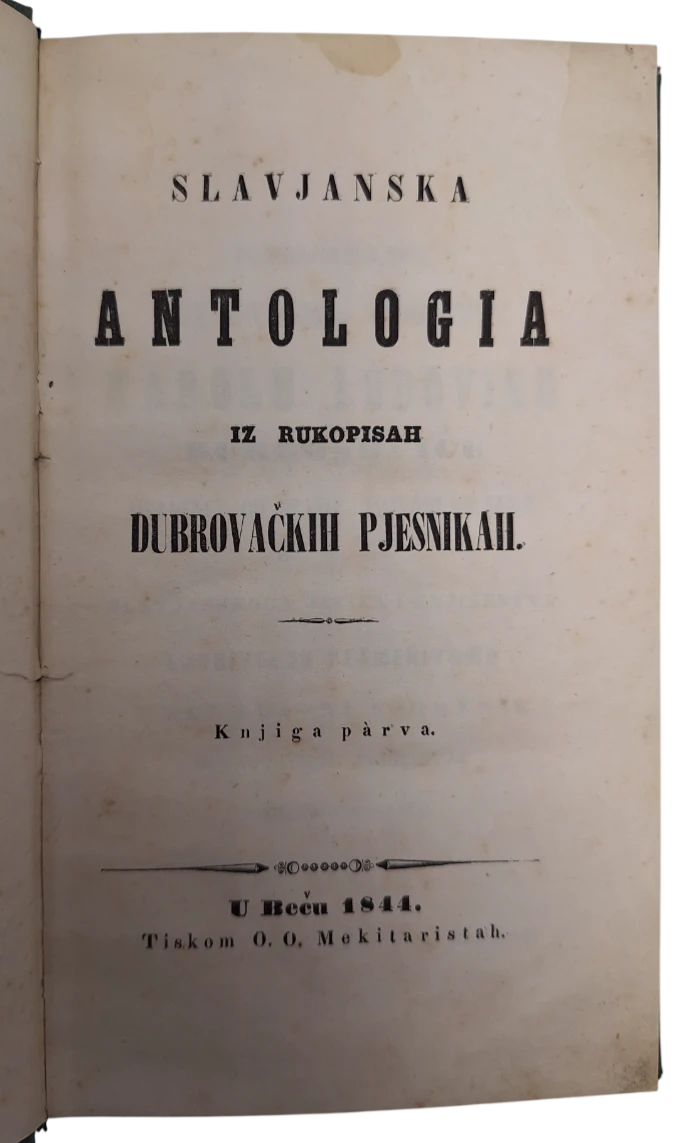 SLAVJANSKA
ANTOLOGIA
IZ RUKOPISAH
DUBROVAČKIH PJESNIKAH.
Knjiga pàrva.
U Beču 1844.
Tiskom O. O. Mekitaristah.